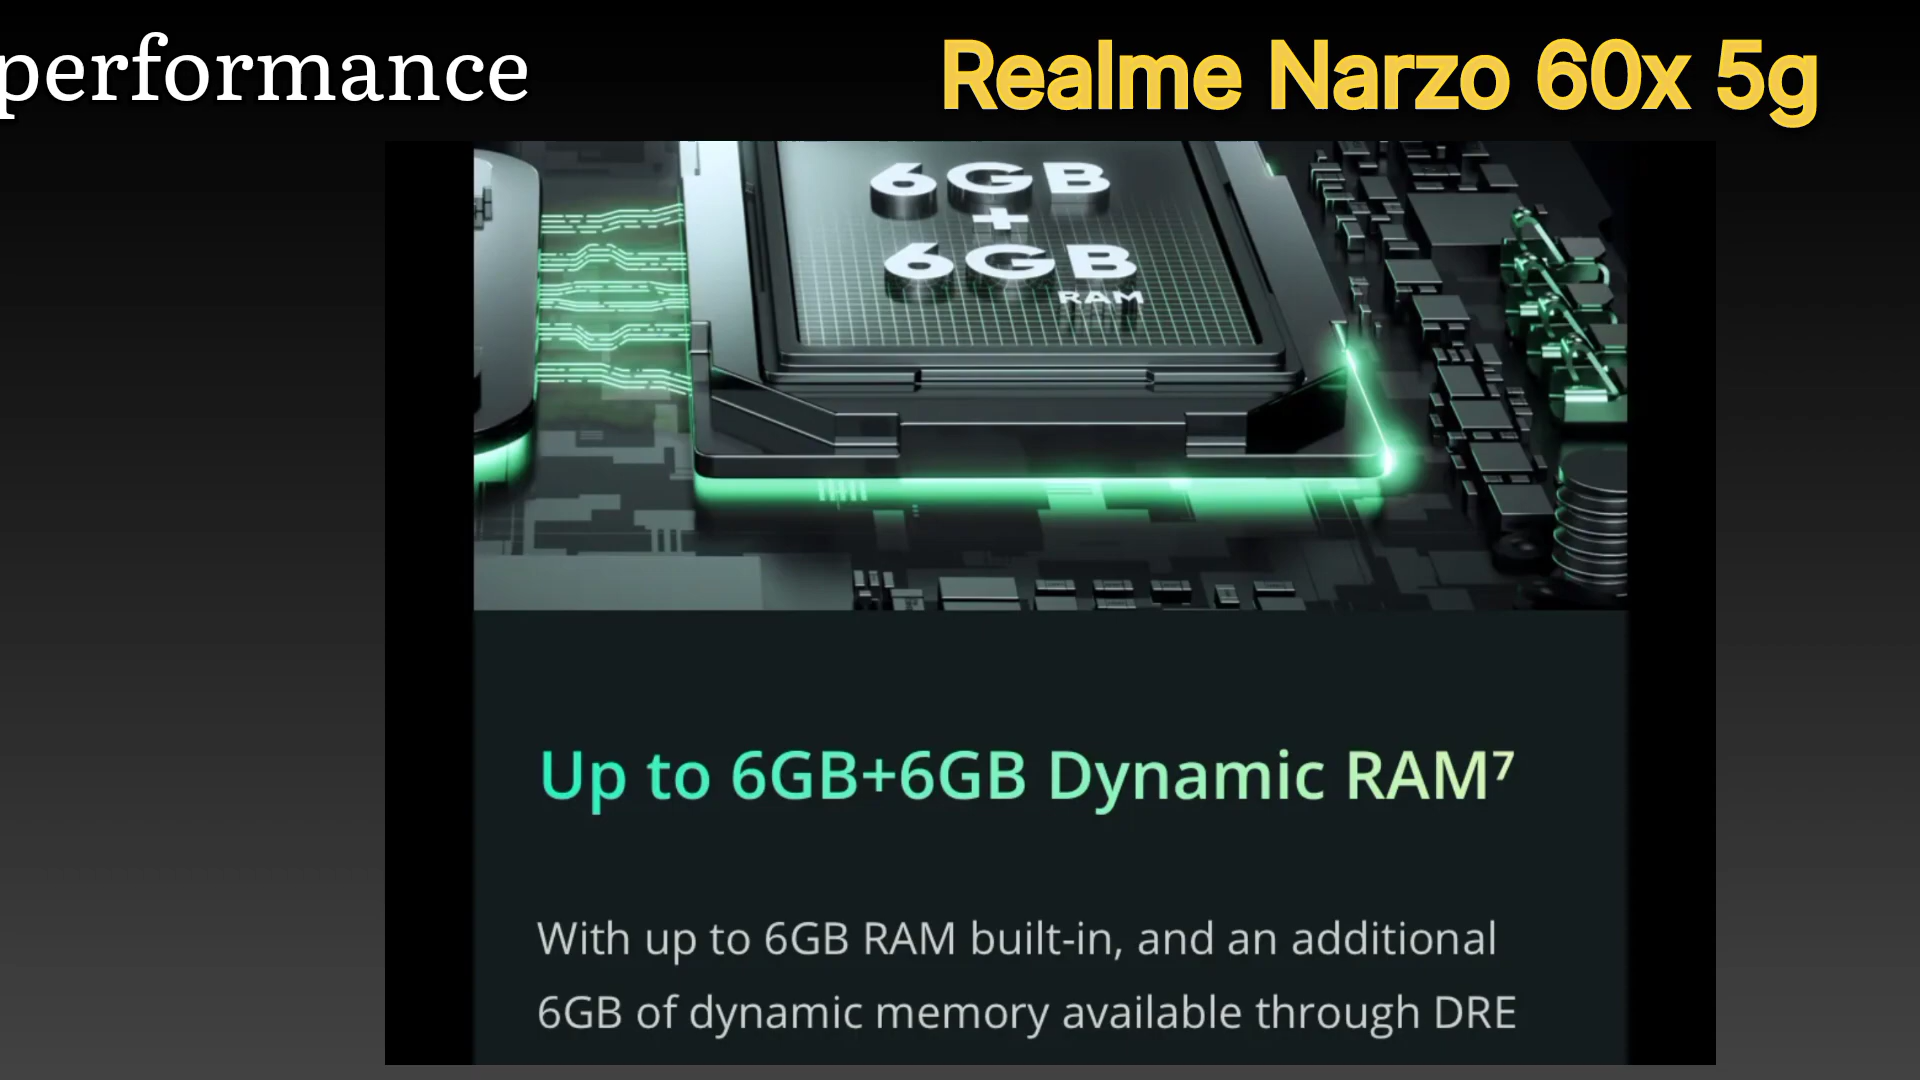 performance
Realme Narzo 60x 5g
6GB
+
6GB
RAM
Up to 6GB+6GB Dynamic RAM⁷
With up to 6GB RAM built-in, and an additional
6GB of dynamic memory available through DRE